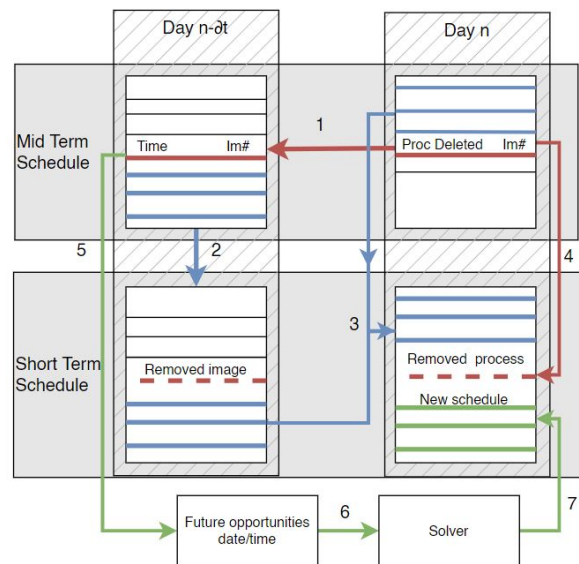 Day n-∂t
Day n
Mid Term
Schedule
Time Im#
1
Proc Deleted Im#
5
2
4
3
Short Term
Schedule
Removed image
Removed process
New schedule
Future opportunities
date/time
6
Solver
7